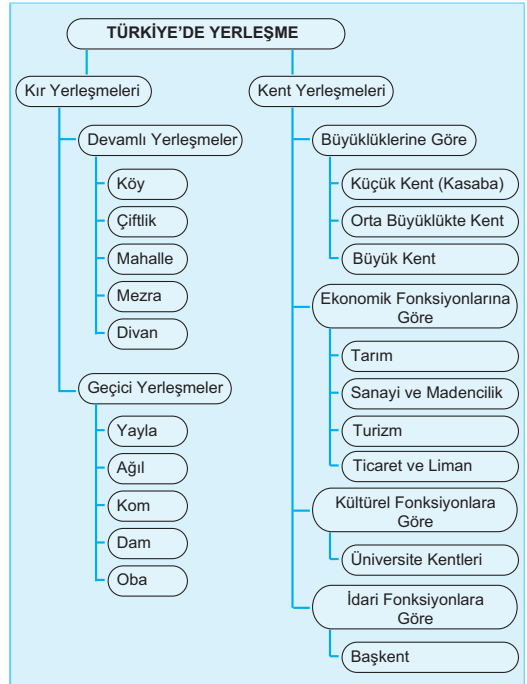 TÜRKİYE'DE YERLEŞME
Kır Yerleşmeleri
Devamlı Yerleşmeler
Köy
Çiftlik
Mahalle
Mezra
Divan
Geçici Yerleşmeler
Yayla
Ağıl
Kom
Dam
Oba
Kent Yerleşmeleri
Büyüklüklerine Göre
Küçük Kent (Kasaba)
Orta Büyüklükte Kent
Büyük Kent
Ekonomik Fonksiyonlarına
Göre
Tarım
Sanayi ve Madencilik
Turizm
Ticaret ve Liman
Kültürel Fonksiyonlara
Göre
Üniversite Kentleri
İdari Fonksiyonlara
Göre
Başkent